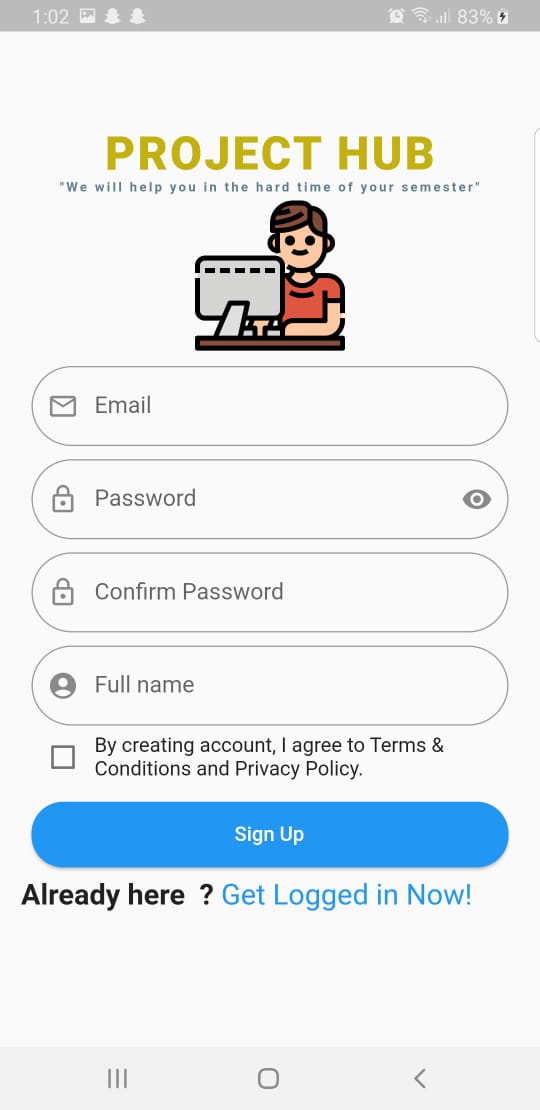 1:02 83%
PROJECT HUB
"We will help you in the hard time of your semester"
Email
Password
Confirm Password
Full name
By creating account, I agree to Terms &
Conditions and Privacy Policy.
Sign Up
Already here  ? Get Logged in Now!